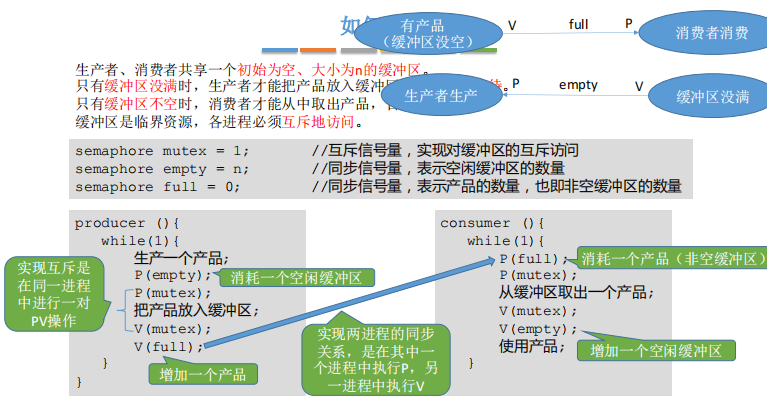 如
有产品
（缓冲区没空）
V
full
P
消费者消费
生产者生产
P
empty
V
缓冲区没满
生产者、消费者共享一个初始为空、大小为n的缓冲区。
只有缓冲区没满时，生产者才能把产品放入缓冲区
待。
只有缓冲区不空时，消费者才能从中取出产品，
缓冲区是临界资源，各进程必须互斥地访问。
semaphore mutex = 1; //互斥信号量，实现对缓冲区的互斥访问
semaphore empty = n; //同步信号量，表示空闲缓冲区的数量
semaphore full = 0; //同步信号量，表示产品的数量，也即非空缓冲区的数量
producer (){
while(1){
生产一个产品;
P(empty);
消耗一个空闲缓冲区
P(mutex);
把产品放入缓冲区;
V(mutex);
V(full);
增加一个产品
}
}
实现互斥是
在同一进程
中进行一对
PV操作
实现两进程的同步
关系，是在其中一
个进程中执行P，另
一进程中执行V
consumer (){
while(1){
P(full);
消耗一个产品（非空缓冲区）
P(mutex);
从缓冲区取出一个产品;
V(mutex);
V(empty);
增加一个空闲缓冲区
使用产品;
}
}